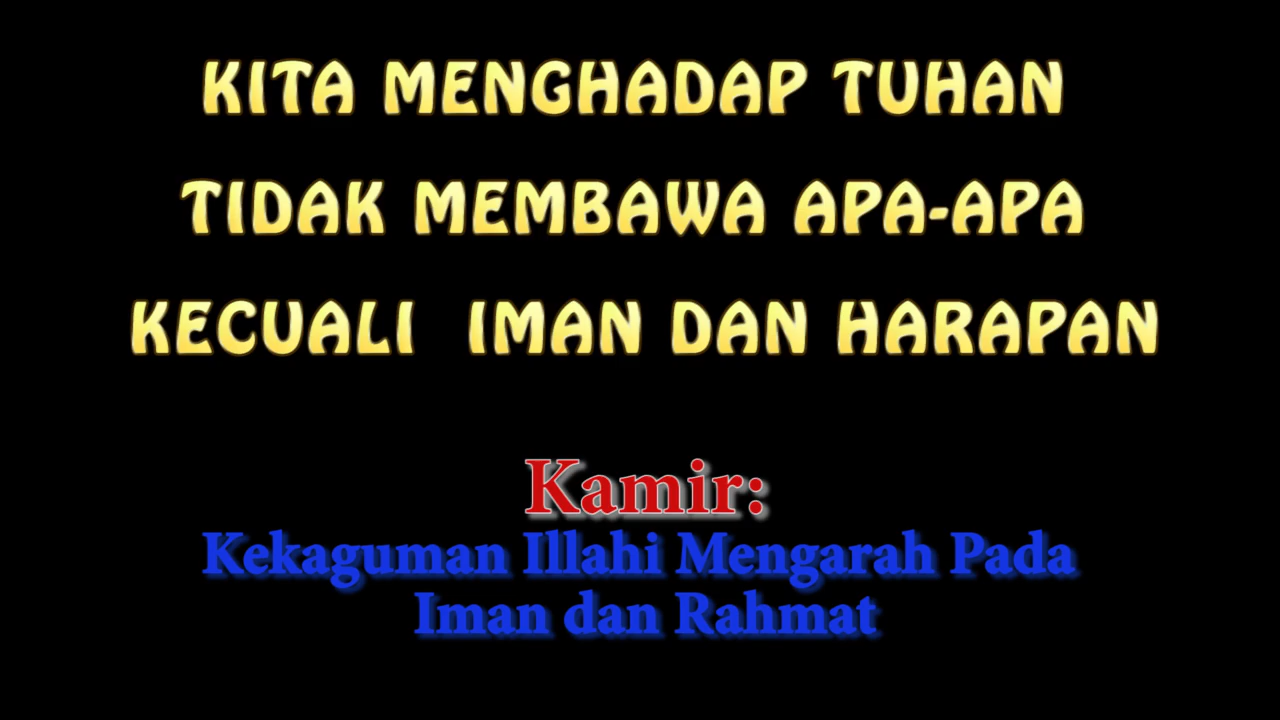 KITA MENGHADAP TUHAN
TIDAK MEMBAWA APA-APA
KECUALI IMAN DAN HARAPAN
Kamir:
Kekaguman Illahi Mengarah Pada
Iman dan Rahmat